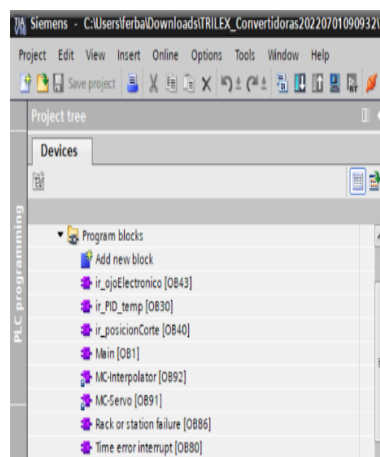 Siemens - C:\Users\ferba\Downloads\TRILEX_Convertidoras20220701090932\
Project Edit View Insert Online Options Tools Window Help
Save project
Project tree
Devices
PLC programming
Program blocks
Add new block
ir_ojoElectronico [OB43]
ir_PID_temp [OB30]
ir_posicionCorte [OB40]
Main [OB1]
MC-Interpolator [OB92]
MC-Servo [OB91]
Rack or station failure [OB86]
Time error interrupt [OB80]